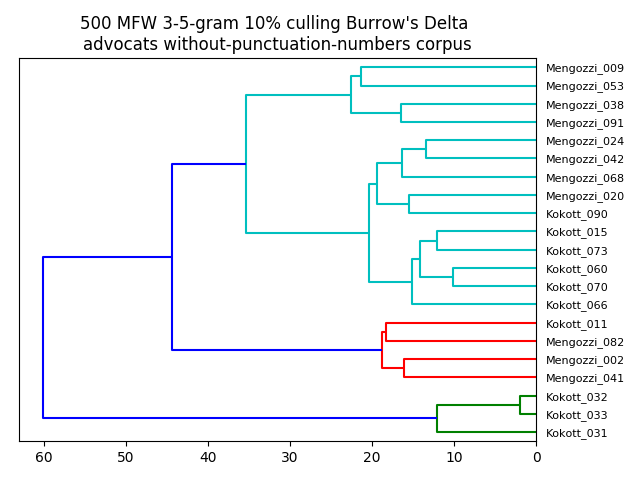 500 MFW 3-5-gram 10% culling Burrow's Delta
advocats without-punctuation-numbers corpus
Mengozzi_009
Mengozzi_053
Mengozzi_038
Mengozzi_091
Mengozzi_024
Mengozzi_042
Mengozzi_068
Mengozzi_020
Kokott_090
Kokott_015
Kokott_073
Kokott_060
Kokott_070
Kokott_066
Kokott_011
Mengozzi_082
Mengozzi_002
Mengozzi_041
Kokott_032
Kokott_033
Kokott_031
60 50 40 30 20 10 0